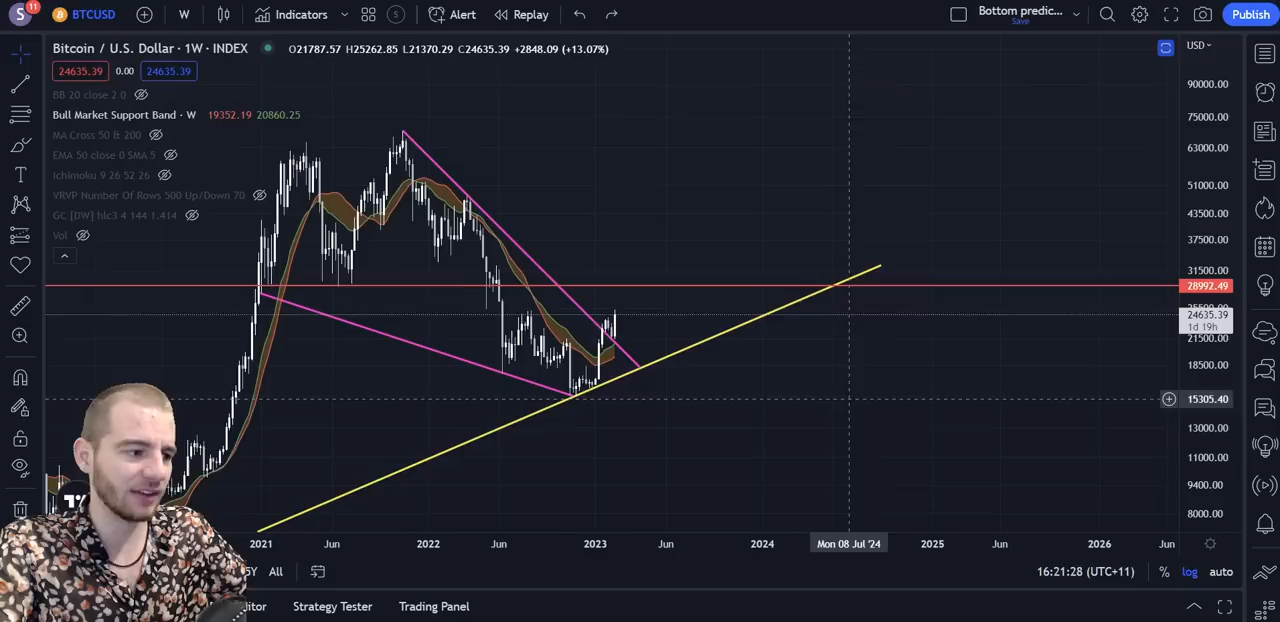 S 11 BTCUSD W Indicators S Alert Replay Bottom predic... Save Publish
Bitcoin / U.S. Dollar · 1W · INDEX O21787.57 H25262.85 L21370.29 C24635.39 +2848.09 (+13.07%) USD
24635.39 0.00 24635.39
BB 20 close 2 0
90000.00
Bull Market Support Band · W 19352.19 20860.25
75000.00
MA Cross 50 & 200
63000.00
EMA 50 close 0 SMA 5
Ichimoku 9 26 52 26
51000.00
VRVP Number Of Rows 500 Up/Down 70
GC [DW] hlc3 4 144 1.414
43500.00
Vol
37500.00
31500.00
28992.49
24635.39
1d 19h
21500.00
18500.00
15305.40
13000.00
11000.00
9400.00
8000.00
2021 Jun 2022 Jun 2023 Jun 2024 Mon 08 Jul '24 2025 Jun 2026 Jun
5Y All 16:21:28 (UTC+11) % log auto
Strategy Tester Trading Panel